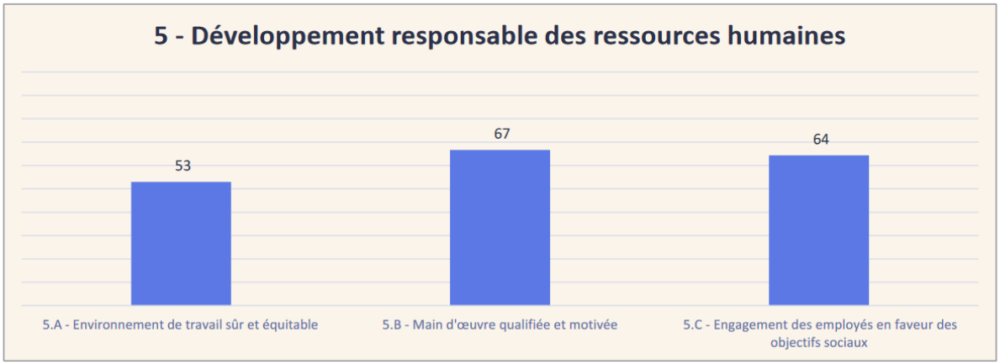 5 - Développement responsable des ressources humaines
53
67
64
5.A - Environnement de travail sûr et équitable
5.B - Main d'œuvre qualifiée et motivée
5.C - Engagement des employés en faveur des
objectifs sociaux